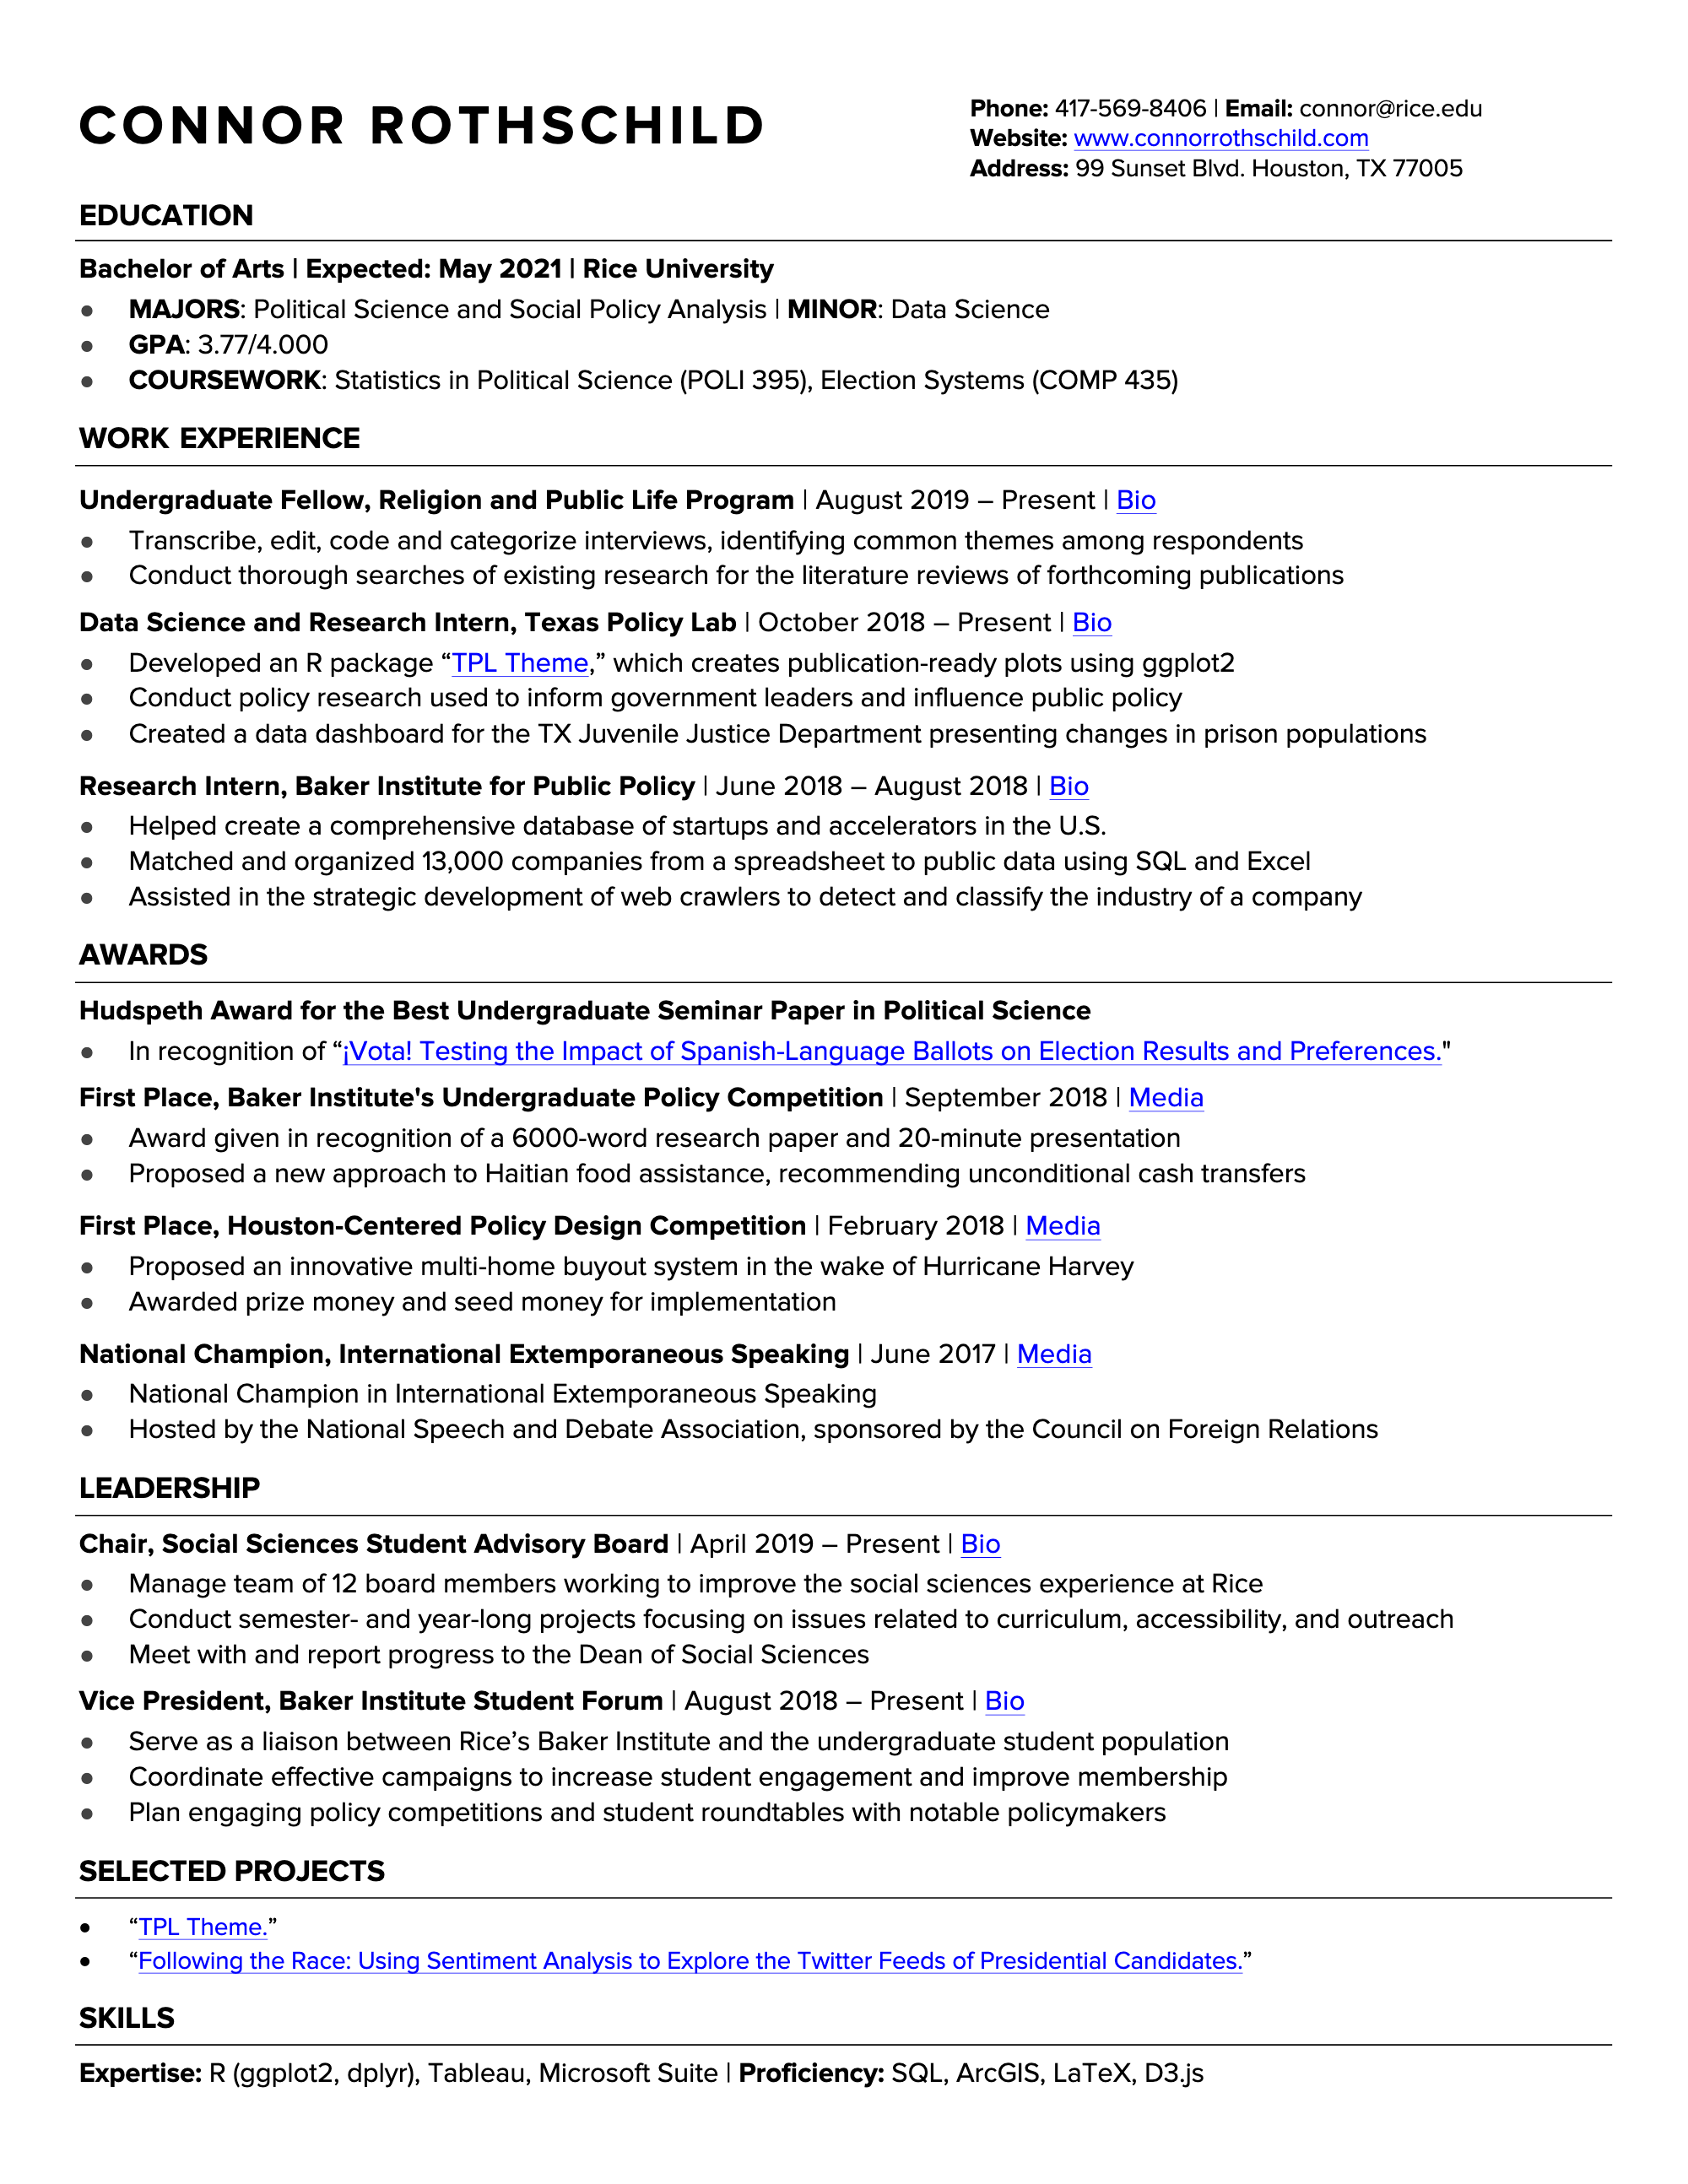 CONNOR ROTHSCHILD
Phone: 417-569-8406 | Email: connor@rice.edu
Website: www.connorrothschild.com
Address: 99 Sunset Blvd. Houston, TX 77005
EDUCATION
Bachelor of Arts | Expected: May 2021 | Rice University
● MAJORS: Political Science and Social Policy Analysis | MINOR: Data Science
● GPA: 3.77/4.000
● COURSEWORK: Statistics in Political Science (POLI 395), Election Systems (COMP 435)
WORK EXPERIENCE
Undergraduate Fellow, Religion and Public Life Program | August 2019 – Present | Bio
● Transcribe, edit, code and categorize interviews, identifying common themes among respondents
● Conduct thorough searches of existing research for the literature reviews of forthcoming publications
Data Science and Research Intern, Texas Policy Lab | October 2018 – Present | Bio
● Developed an R package “TPL Theme,” which creates publication-ready plots using ggplot2
● Conduct policy research used to inform government leaders and influence public policy
● Created a data dashboard for the TX Juvenile Justice Department presenting changes in prison populations
Research Intern, Baker Institute for Public Policy | June 2018 – August 2018 | Bio
● Helped create a comprehensive database of startups and accelerators in the U.S.
● Matched and organized 13,000 companies from a spreadsheet to public data using SQL and Excel
● Assisted in the strategic development of web crawlers to detect and classify the industry of a company
AWARDS
Hudspeth Award for the Best Undergraduate Seminar Paper in Political Science
● In recognition of “¡Vota! Testing the Impact of Spanish-Language Ballots on Election Results and Preferences."
First Place, Baker Institute's Undergraduate Policy Competition | September 2018 | Media
● Award given in recognition of a 6000-word research paper and 20-minute presentation
● Proposed a new approach to Haitian food assistance, recommending unconditional cash transfers
First Place, Houston-Centered Policy Design Competition | February 2018 | Media
● Proposed an innovative multi-home buyout system in the wake of Hurricane Harvey
● Awarded prize money and seed money for implementation
National Champion, International Extemporaneous Speaking | June 2017 | Media
● National Champion in International Extemporaneous Speaking
● Hosted by the National Speech and Debate Association, sponsored by the Council on Foreign Relations
LEADERSHIP
Chair, Social Sciences Student Advisory Board | April 2019 – Present | Bio
● Manage team of 12 board members working to improve the social sciences experience at Rice
● Conduct semester- and year-long projects focusing on issues related to curriculum, accessibility, and outreach
● Meet with and report progress to the Dean of Social Sciences
Vice President, Baker Institute Student Forum | August 2018 – Present | Bio
● Serve as a liaison between Rice’s Baker Institute and the undergraduate student population
● Coordinate effective campaigns to increase student engagement and improve membership
● Plan engaging policy competitions and student roundtables with notable policymakers
SELECTED PROJECTS
● “TPL Theme.”
● “Following the Race: Using Sentiment Analysis to Explore the Twitter Feeds of Presidential Candidates.”
SKILLS
Expertise: R (ggplot2, dplyr), Tableau, Microsoft Suite | Proficiency: SQL, ArcGIS, LaTeX, D3.js